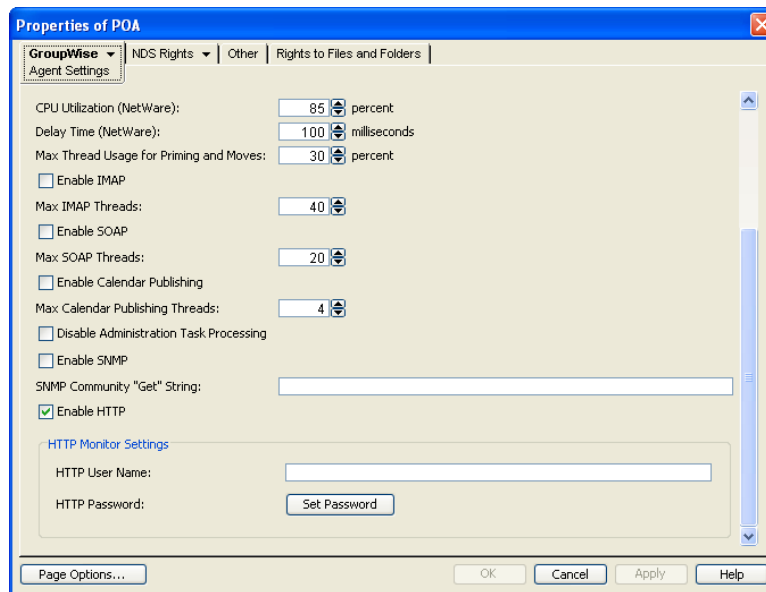 Properties of POA
GroupWise NDS Rights Other Rights to Files and Folders
Agent Settings
CPU Utilization (NetWare): 85 percent
Delay Time (NetWare): 100 milliseconds
Max Thread Usage for Priming and Moves: 30 percent
Enable IMAP
Max IMAP Threads: 40
Enable SOAP
Max SOAP Threads: 20
Enable Calendar Publishing
Max Calendar Publishing Threads: 4
Disable Administration Task Processing
Enable SNMP
SNMP Community "Get" String:
Enable HTTP
HTTP Monitor Settings
HTTP User Name:
HTTP Password: Set Password
Page Options... OK Cancel Apply Help